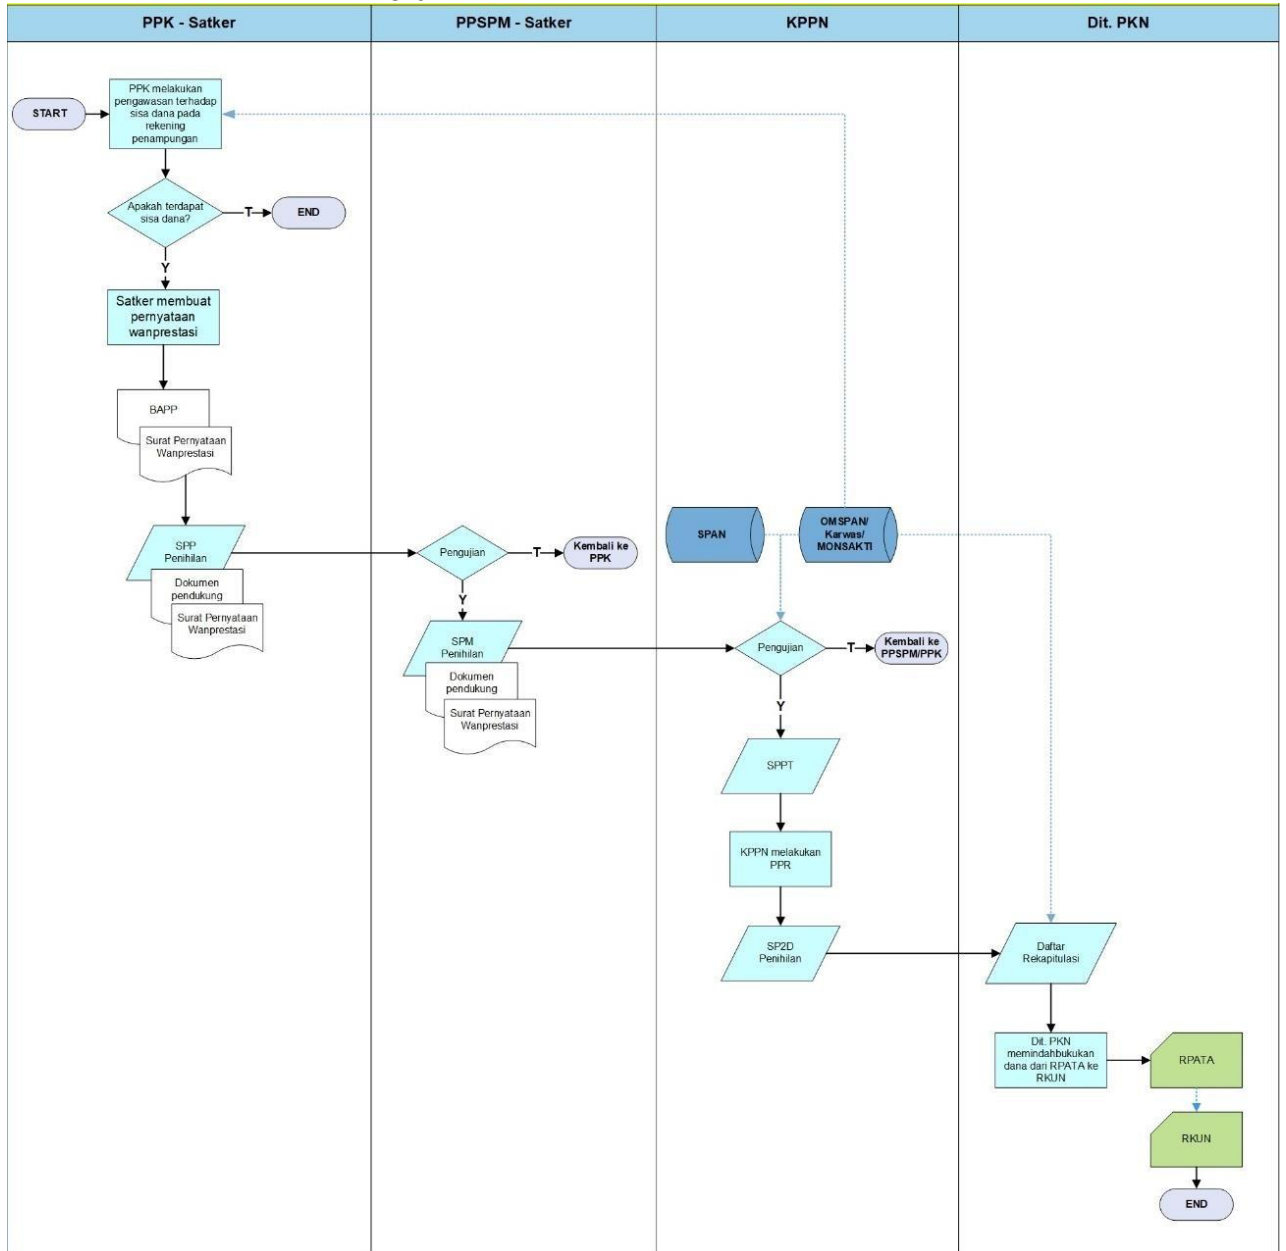 PPK - Satker
PPSPM - Satker
KPPN
Dit. PKN
START
PPK melakukan
pengawasan terhadap
sisa dana pada
rekening
penampungan
Apakah terdapat
sisa dana?
T
END
Y
Satker membuat
pernyataan
wanprestasi
BAPP
Surat Pernyataan
Wanprestasi
SPP
Penihilan
Dokumen
pendukung
Surat Pernyataan
Wanprestasi
Pengujian
T
Kembali ke
PPK
Y
SPM
Penihilan
Dokumen
pendukung
Surat Pernyataan
Wanprestasi
SPAN
OMSPAN/
Karwas/
MONSAKTI
Pengujian
T
Kembali ke
PPSPM/PPK
Y
SPPT
KPPN melakukan
PPR
SP2D
Penihilan
Daftar
Rekapitulasi
Dit. PKN
memindahbukukan
dana dari RPATA ke
RKUN
RPATA
RKUN
END